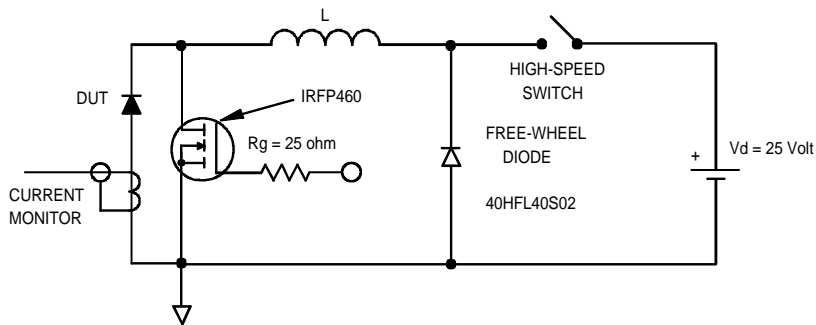 L
HIGH-SPEED
SWITCH
DUT
IRFP460
Rg = 25 ohm
FREE-WHEEL
DIODE
40HFL40S02
+
Vd = 25 Volt
CURRENT
MONITOR